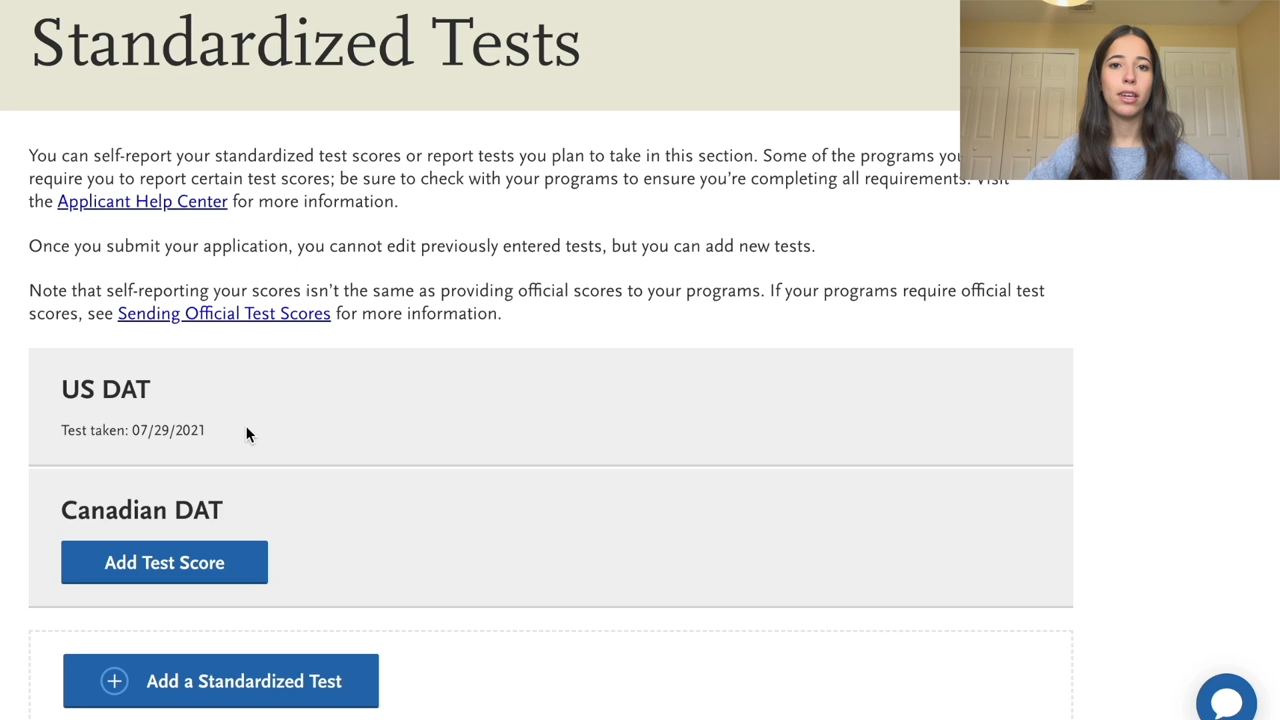 Standardized Tests
You can self-report your standardized test scores or report tests you plan to take in this section. Some of the programs
require you to report certain test scores; be sure to check with your programs to ensure you're completing all requirements. Visit
the Applicant Help Center for more information.
Once you submit your application, you cannot edit previously entered tests, but you can add new tests.
Note that self-reporting your scores isn't the same as providing official scores to your programs. If your programs require official test
scores, see Sending Official Test Scores for more information.
US DAT
Test taken: 07/29/2021
Canadian DAT
Add Test Score
Add a Standardized Test